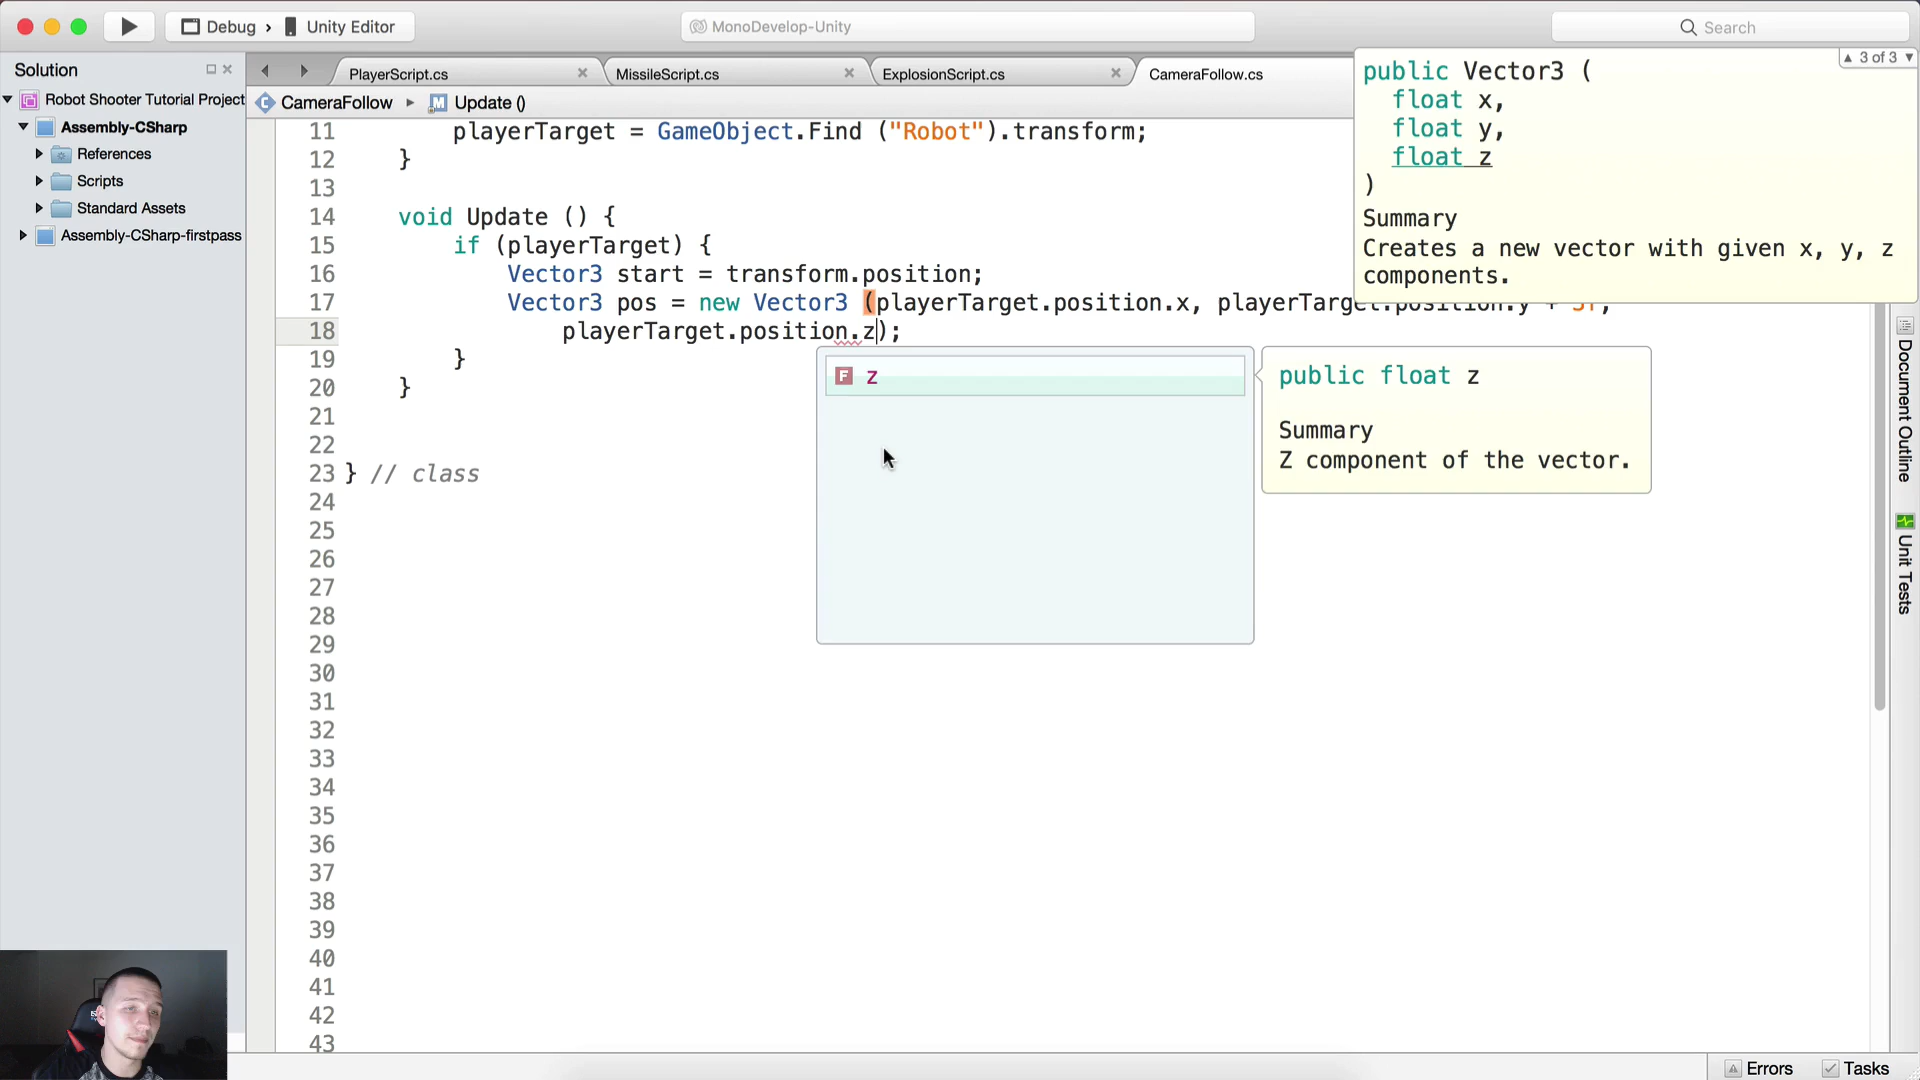 Debug › Unity Editor
MonoDevelop-Unity
Search
Solution
PlayerScript.cs
MissileScript.cs
ExplosionScript.cs
CameraFollow.cs
CameraFollow
Update ()
Robot Shooter Tutorial Project
Assembly-CSharp
References
Scripts
Standard Assets
Assembly-CSharp-firstpass
11 playerTarget = GameObject.Find ("Robot").transform;
12 }
13
14 void Update () {
15 if (playerTarget) {
16 Vector3 start = transform.position;
17 Vector3 pos = new Vector3 (playerTarget.position.x, playerTarget.position.y +
18 playerTarget.position.z);
19 }
20 }
21
22
23 } // class
24
25
26
27
28
29
30
31
32
33
34
35
36
37
38
39
40
41
42
43
3 of 3
public Vector3 (
float x,
float y,
float z
)
Summary
Creates a new vector with given x, y, z
components.
F z
public float z
Summary
Z component of the vector.
Document Outline
Unit Tests
Errors
Tasks